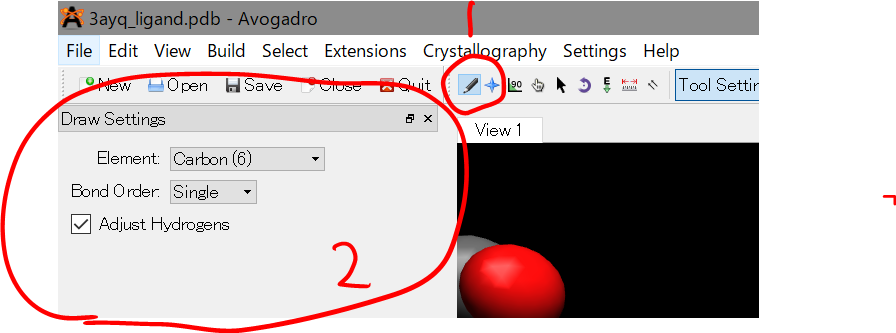 3ayq_ligand.pdb - Avogadro
1
File Edit View Build Select Extensions Crystallography Settings Help
New Open Save Close Quit Tool Settin
Draw Settings
View 1
Element: Carbon (6)
Bond Order: Single
Adjust Hydrogens
2